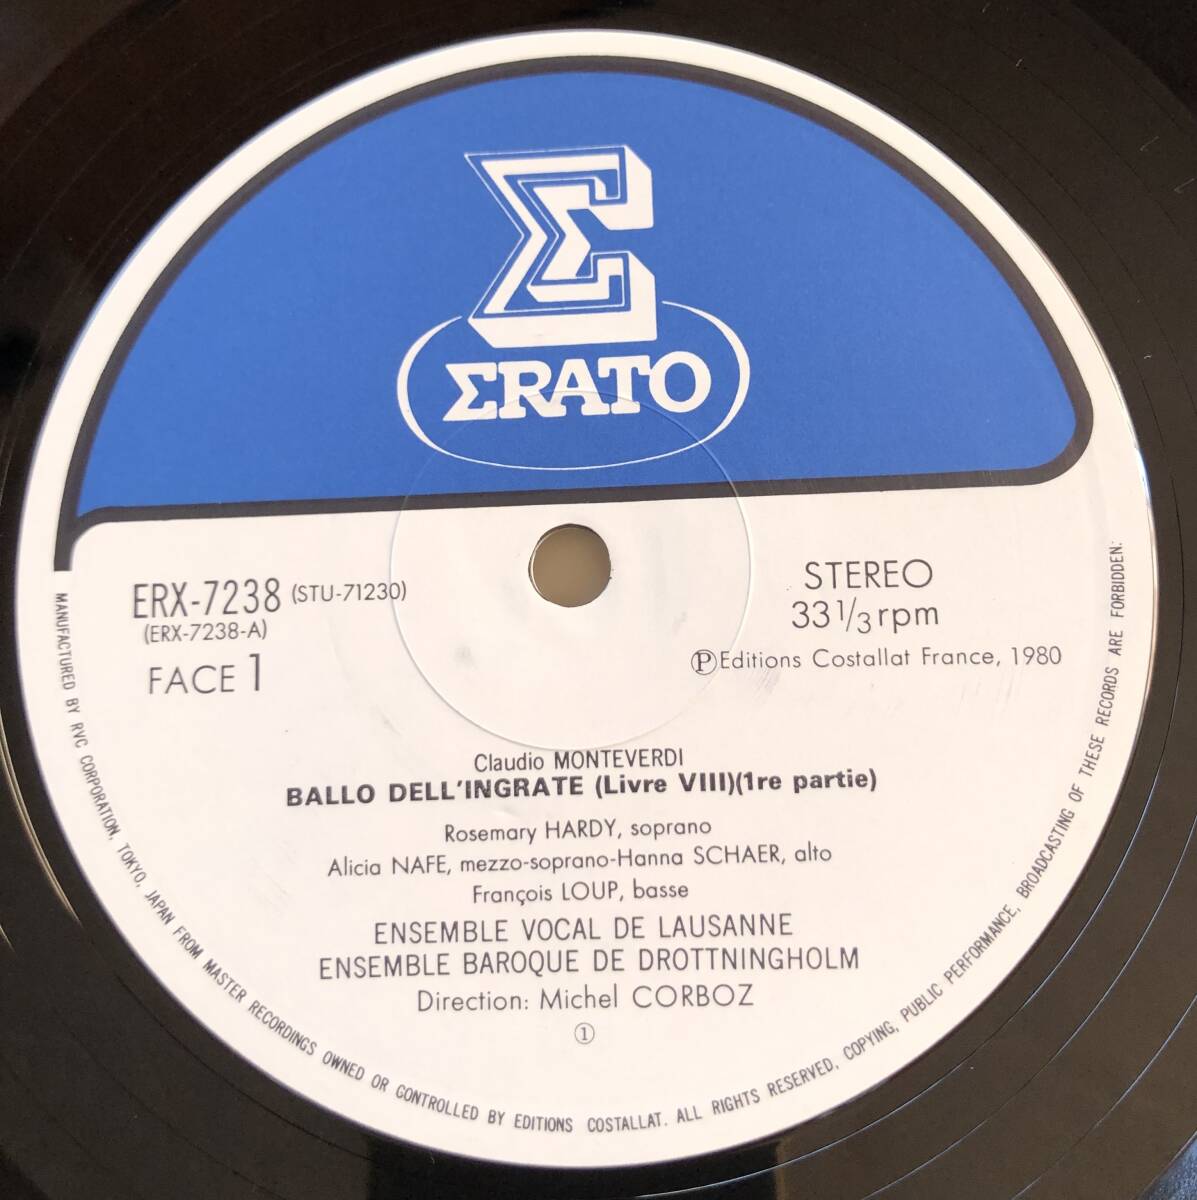 Σ
ΣRATO
ERX-7238 (STU-71230)
(ERX-7238-A)
FACE 1
STEREO
33 1/3 rpm
ⓅEditions Costallat France, 1980
Claudio MONTEVERDI
BALLO DELL'INGRATE (Livre VIII)(1re partie)
Rosemary HARDY, soprano
Alicia NAFE, mezzo-soprano-Hanna SCHAER, alto
François LOUP, basse
ENSEMBLE VOCAL DE LAUSANNE
ENSEMBLE BAROQUE DE DROTTNINGHOLM
Direction: Michel CORBOZ
①
MANUFACTURED BY RVC CORPORATION, TOKYO, JAPAN FROM MASTER RECORDINGS OWNED OR CONTROLLED BY EDITIONS COSTALLAT. ALL RIGHTS RESERVED, COPYING, PUBLIC PERFORMANCE, BROADCASTING OF THESE RECORDS ARE FORBIDDEN: